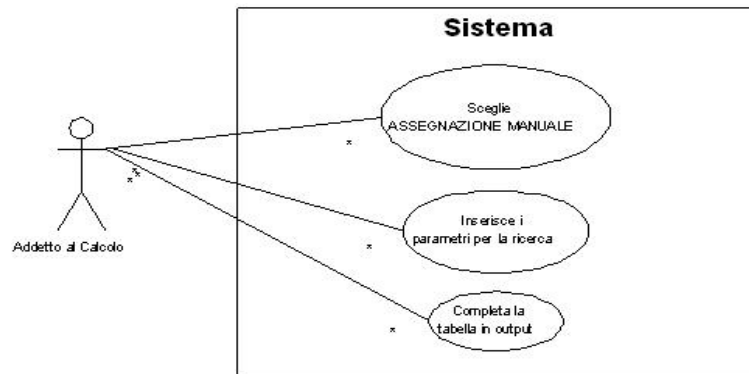 Sistema
Sceglie
ASSEGNAZIONE MANUALE
*
*
*
*
Addetto al Calcolo
Inserisce i
parametri per la ricerca
*
Completa la
tabella in output
*